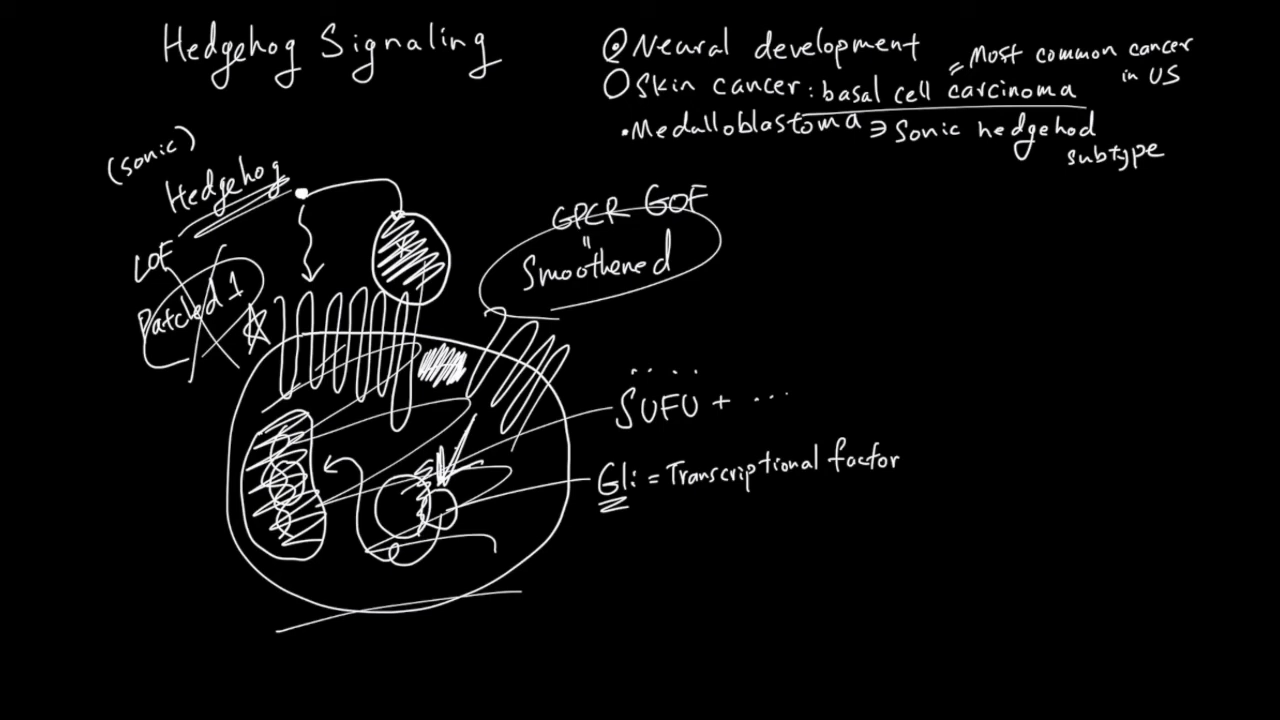 Hedgehog Signaling
Neural development
= Most common cancer
in US
Skin cancer : basal cell carcinoma
• Medalloblastoma ∋ Sonic hedgehod
subtype
(sonic)
Hedgehog
LOF
Patched 1
GPCR GOF
"
Smoothened
SUFU + ...
Gli = Transcriptional factor